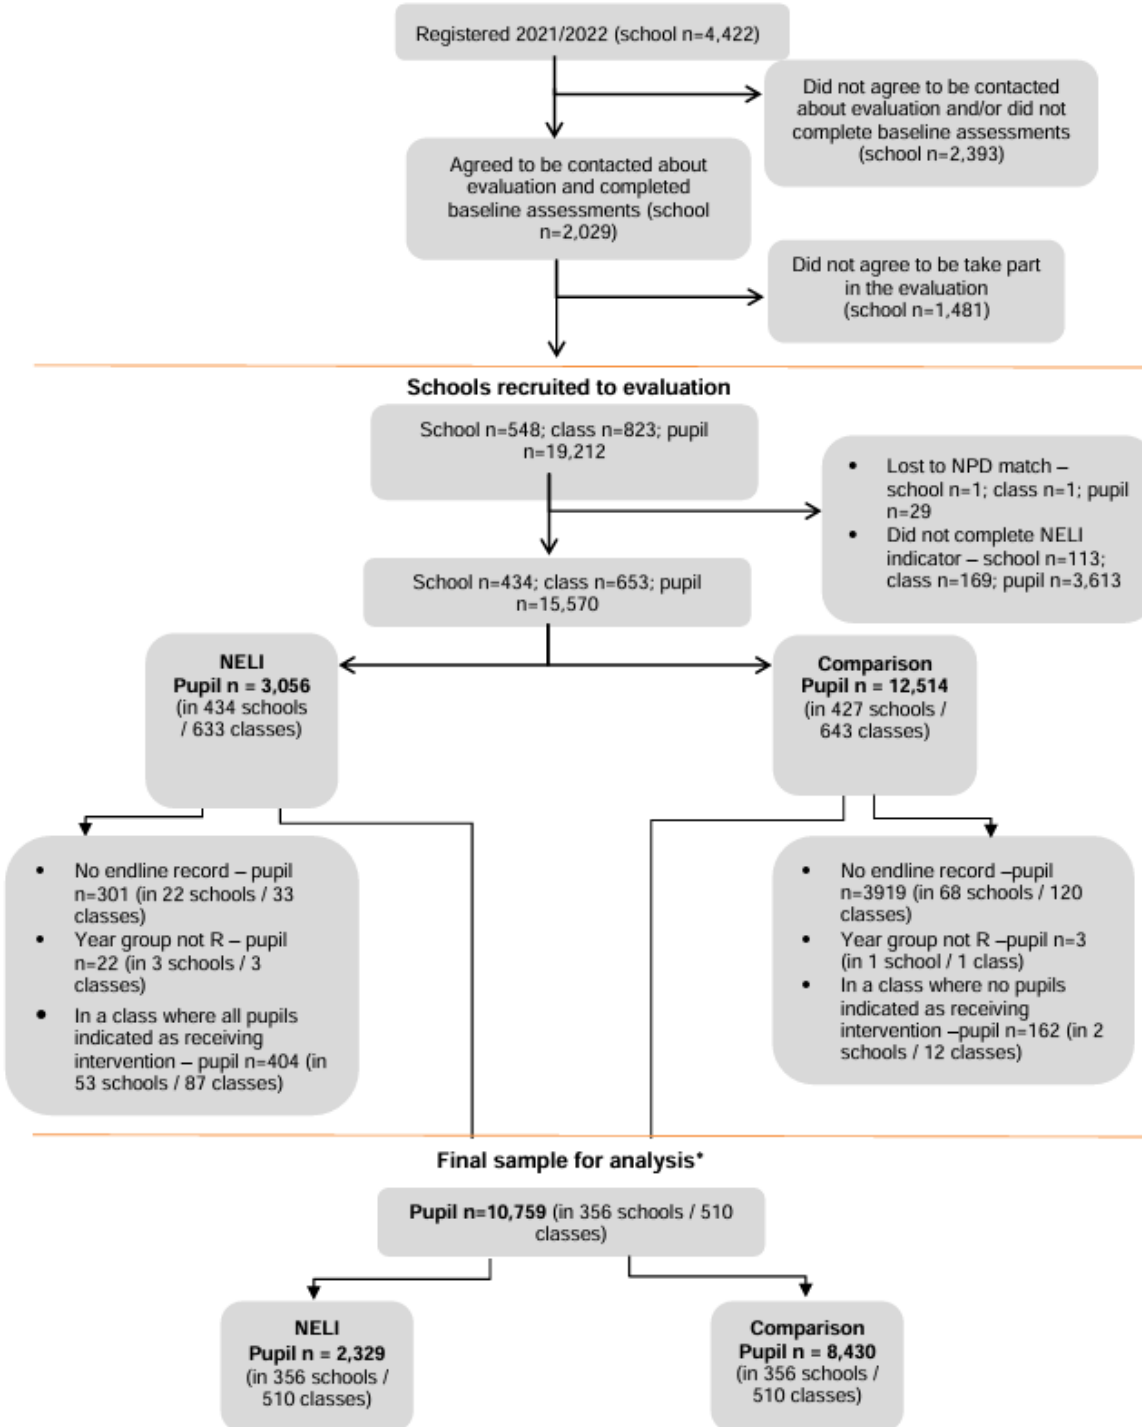 Registered 2021/2022 (school n=4,422)
Did not agree to be contacted
about evaluation and/or did not
complete baseline assessments
(school n=2,393)
Agreed to be contacted about
evaluation and completed
baseline assessments (school
n=2,029)
Did not agree to be take part
in the evaluation
(school n=1,481)
Schools recruited to evaluation
School n=548; class n=823; pupil
n=19,212
• Lost to NPD match –
school n=1; class n=1; pupil
n=29
• Did not complete NELI
indicator – school n=113;
class n=169; pupil n=3,613
School n=434; class n=653; pupil
n=15,570
NELI
Pupil n = 3,056
(in 434 schools
/ 633 classes)
Comparison
Pupil n = 12,514
(in 427 schools /
643 classes)
• No endline record – pupil
n=301 (in 22 schools / 33
classes)
• Year group not R – pupil
n=22 (in 3 schools / 3
classes)
• In a class where all pupils
indicated as receiving
intervention – pupil n=404 (in
53 schools / 87 classes)
• No endline record –pupil
n=3919 (in 68 schools / 120
classes)
• Year group not R –pupil n=3
(in 1 school / 1 class)
• In a class where no pupils
indicated as receiving
intervention –pupil n=162 (in 2
schools / 12 classes)
Final sample for analysis*
Pupil n=10,759 (in 356 schools / 510
classes)
NELI
Pupil n = 2,329
(in 356 schools /
510 classes)
Comparison
Pupil n = 8,430
(in 356 schools /
510 classes)